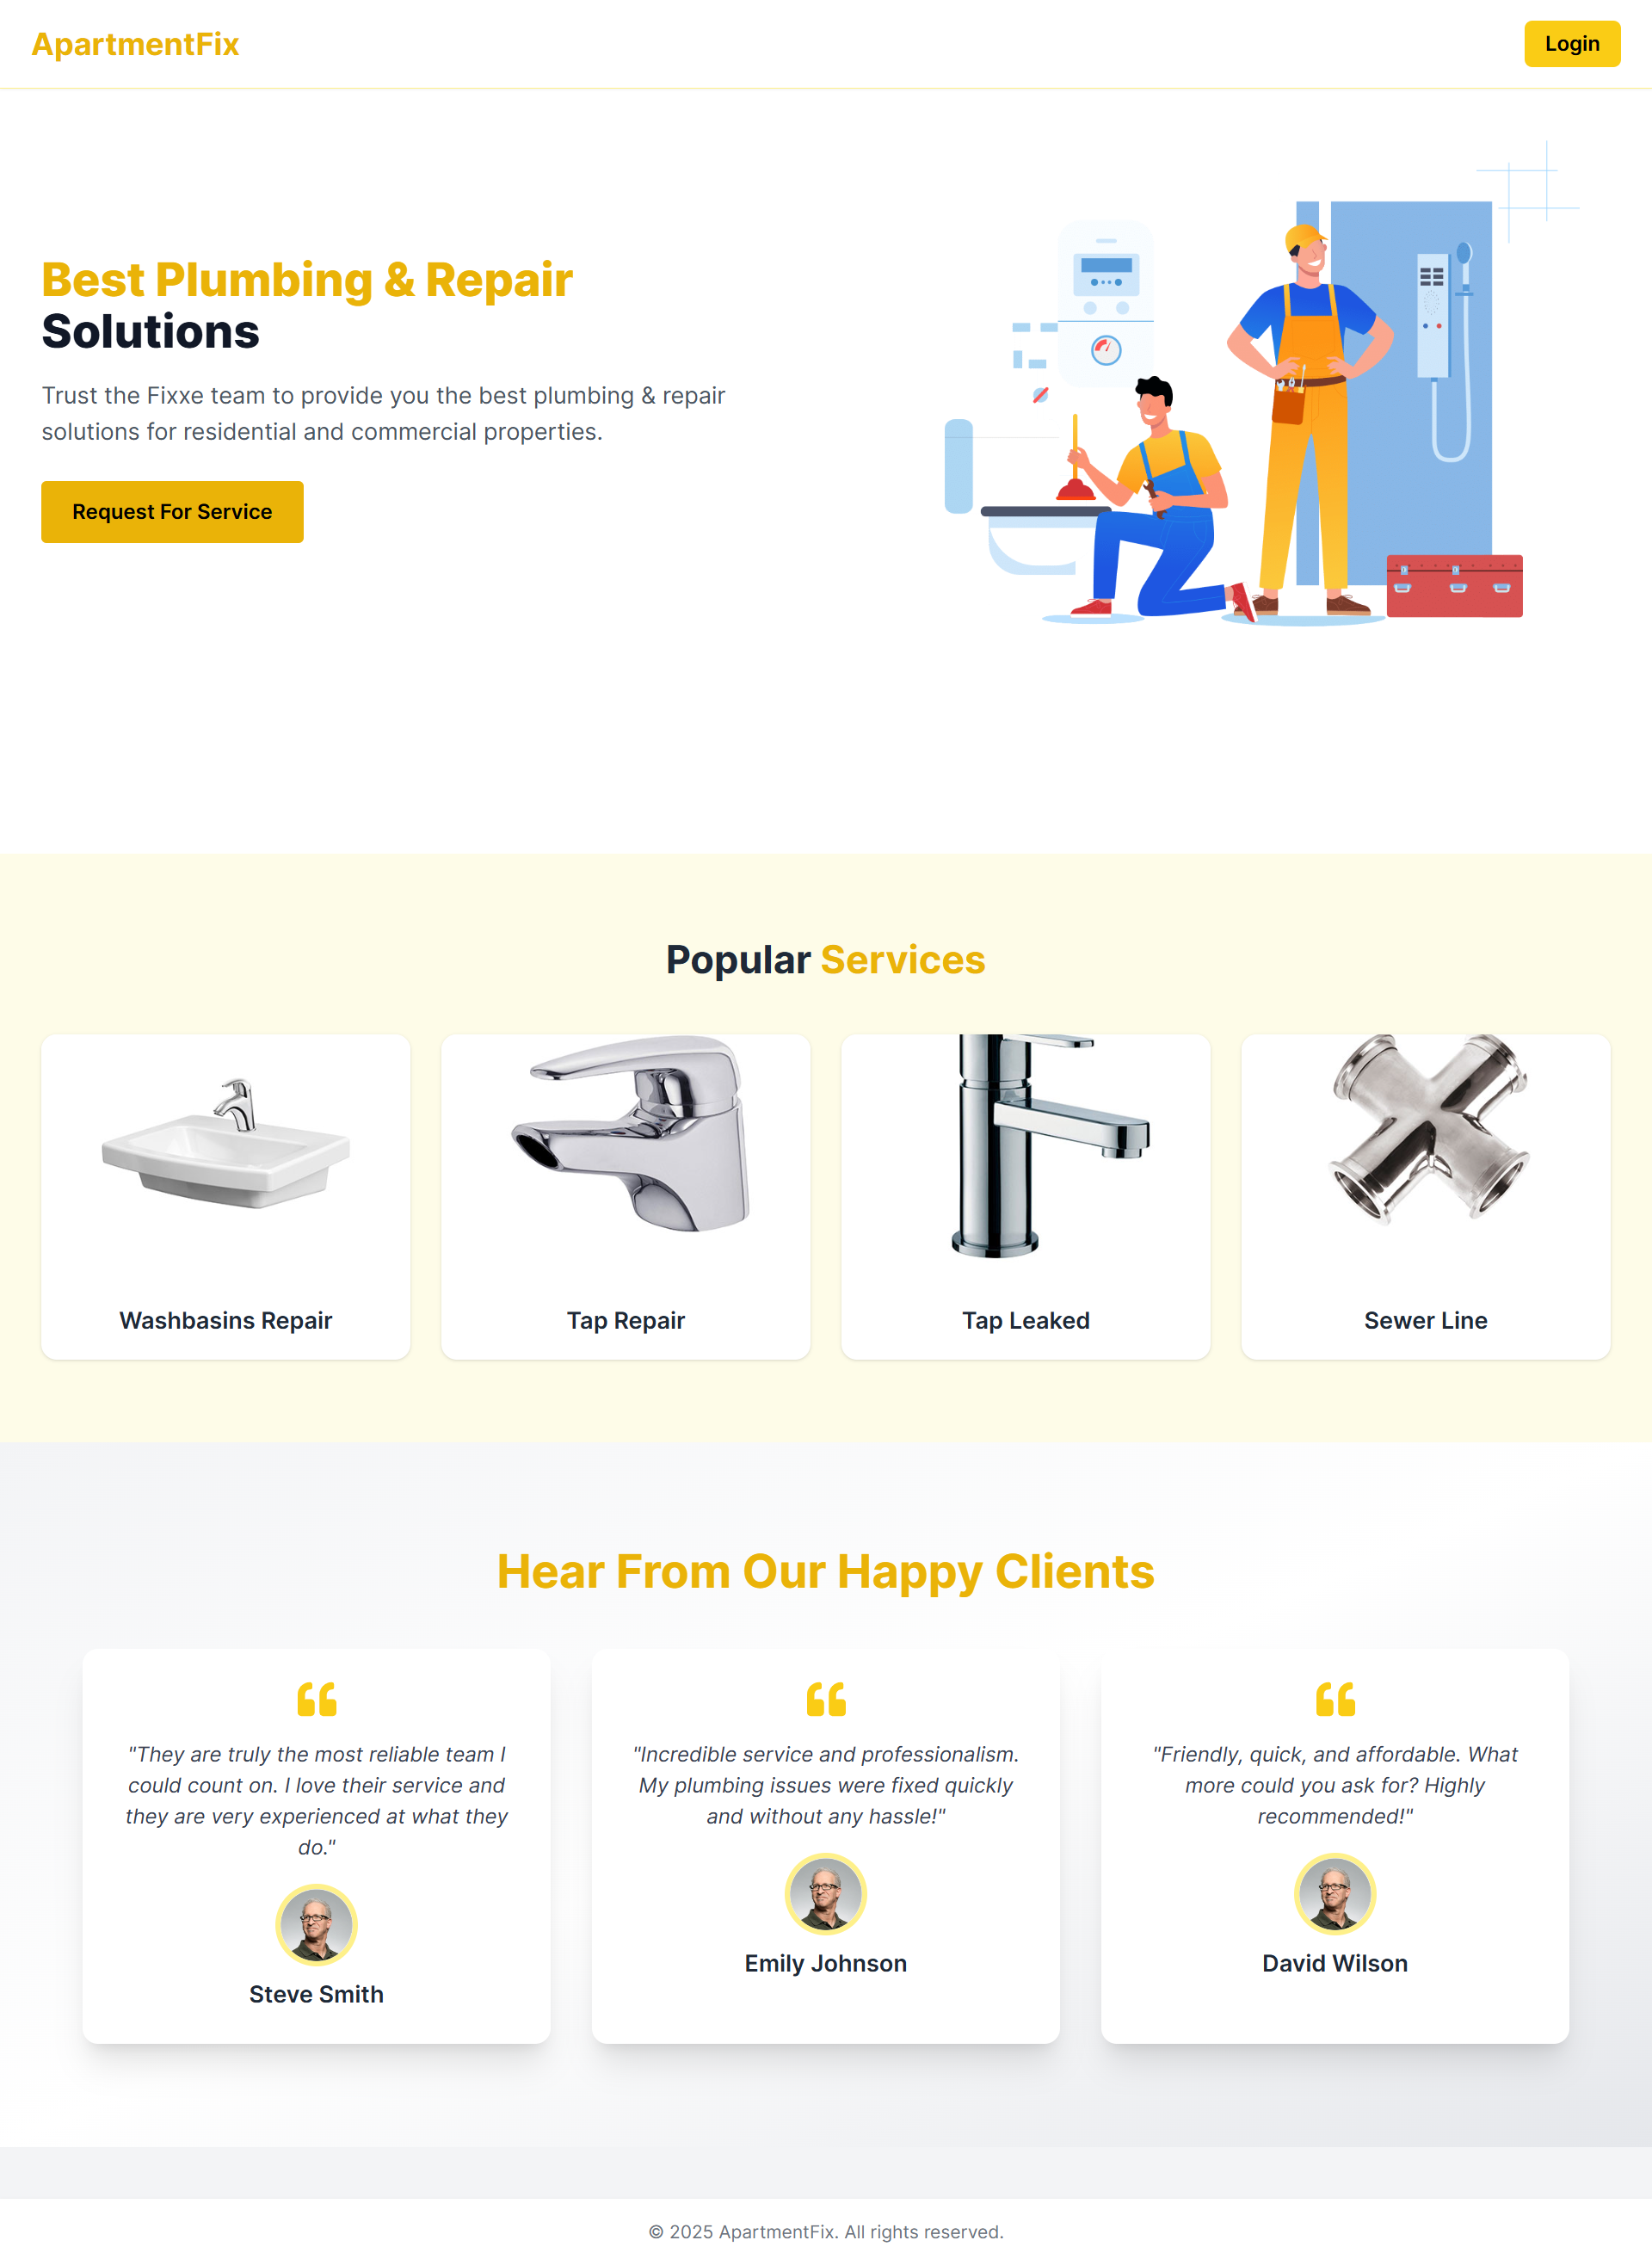 ApartmentFix
Login
Best Plumbing & Repair
Solutions
Trust the Fixxe team to provide you the best plumbing & repair
solutions for residential and commercial properties.
Request For Service
Popular Services
Washbasins Repair
Tap Repair
Tap Leaked
Sewer Line
Hear From Our Happy Clients
"They are truly the most reliable team I
could count on. I love their service and
they are very experienced at what they
do."
Steve Smith
"Incredible service and professionalism.
My plumbing issues were fixed quickly
and without any hassle!"
Emily Johnson
"Friendly, quick, and affordable. What
more could you ask for? Highly
recommended!"
David Wilson
© 2025 ApartmentFix. All rights reserved.